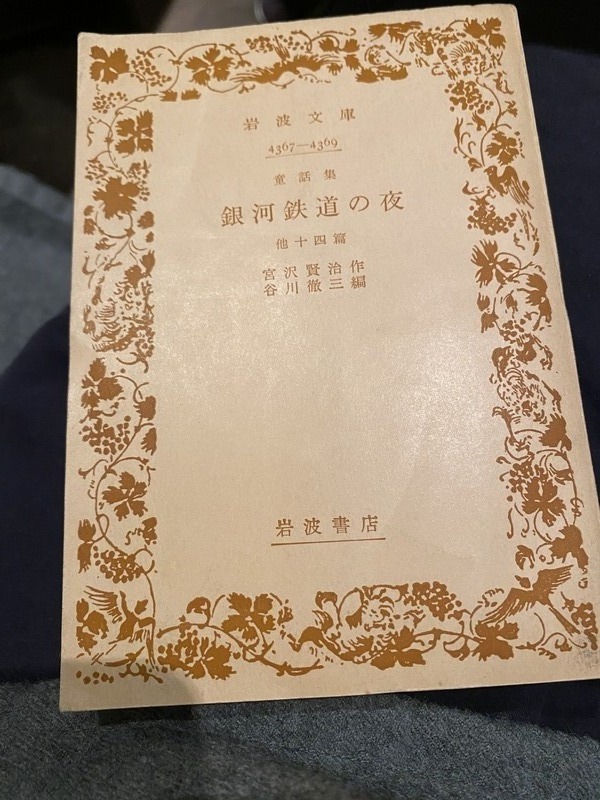 岩波文庫
4367—4369
童話集
銀河鉄道の夜
他十四篇
宮沢賢治作
谷川徹三編
岩波書店